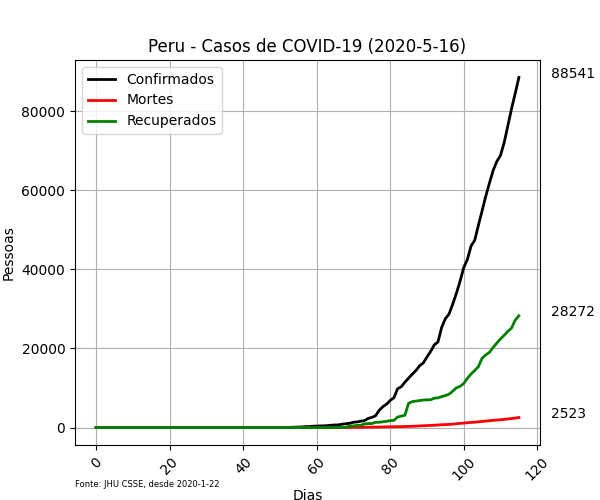 Peru - Casos de COVID-19 (2020-5-16)
Confirmados
Mortes
Recuperados
88541
28272
2523
80000
60000
40000
20000
0
Pessoas
0
20
40
60
80
100
120
Dias
Fonte: JHU CSSE, desde 2020-1-22